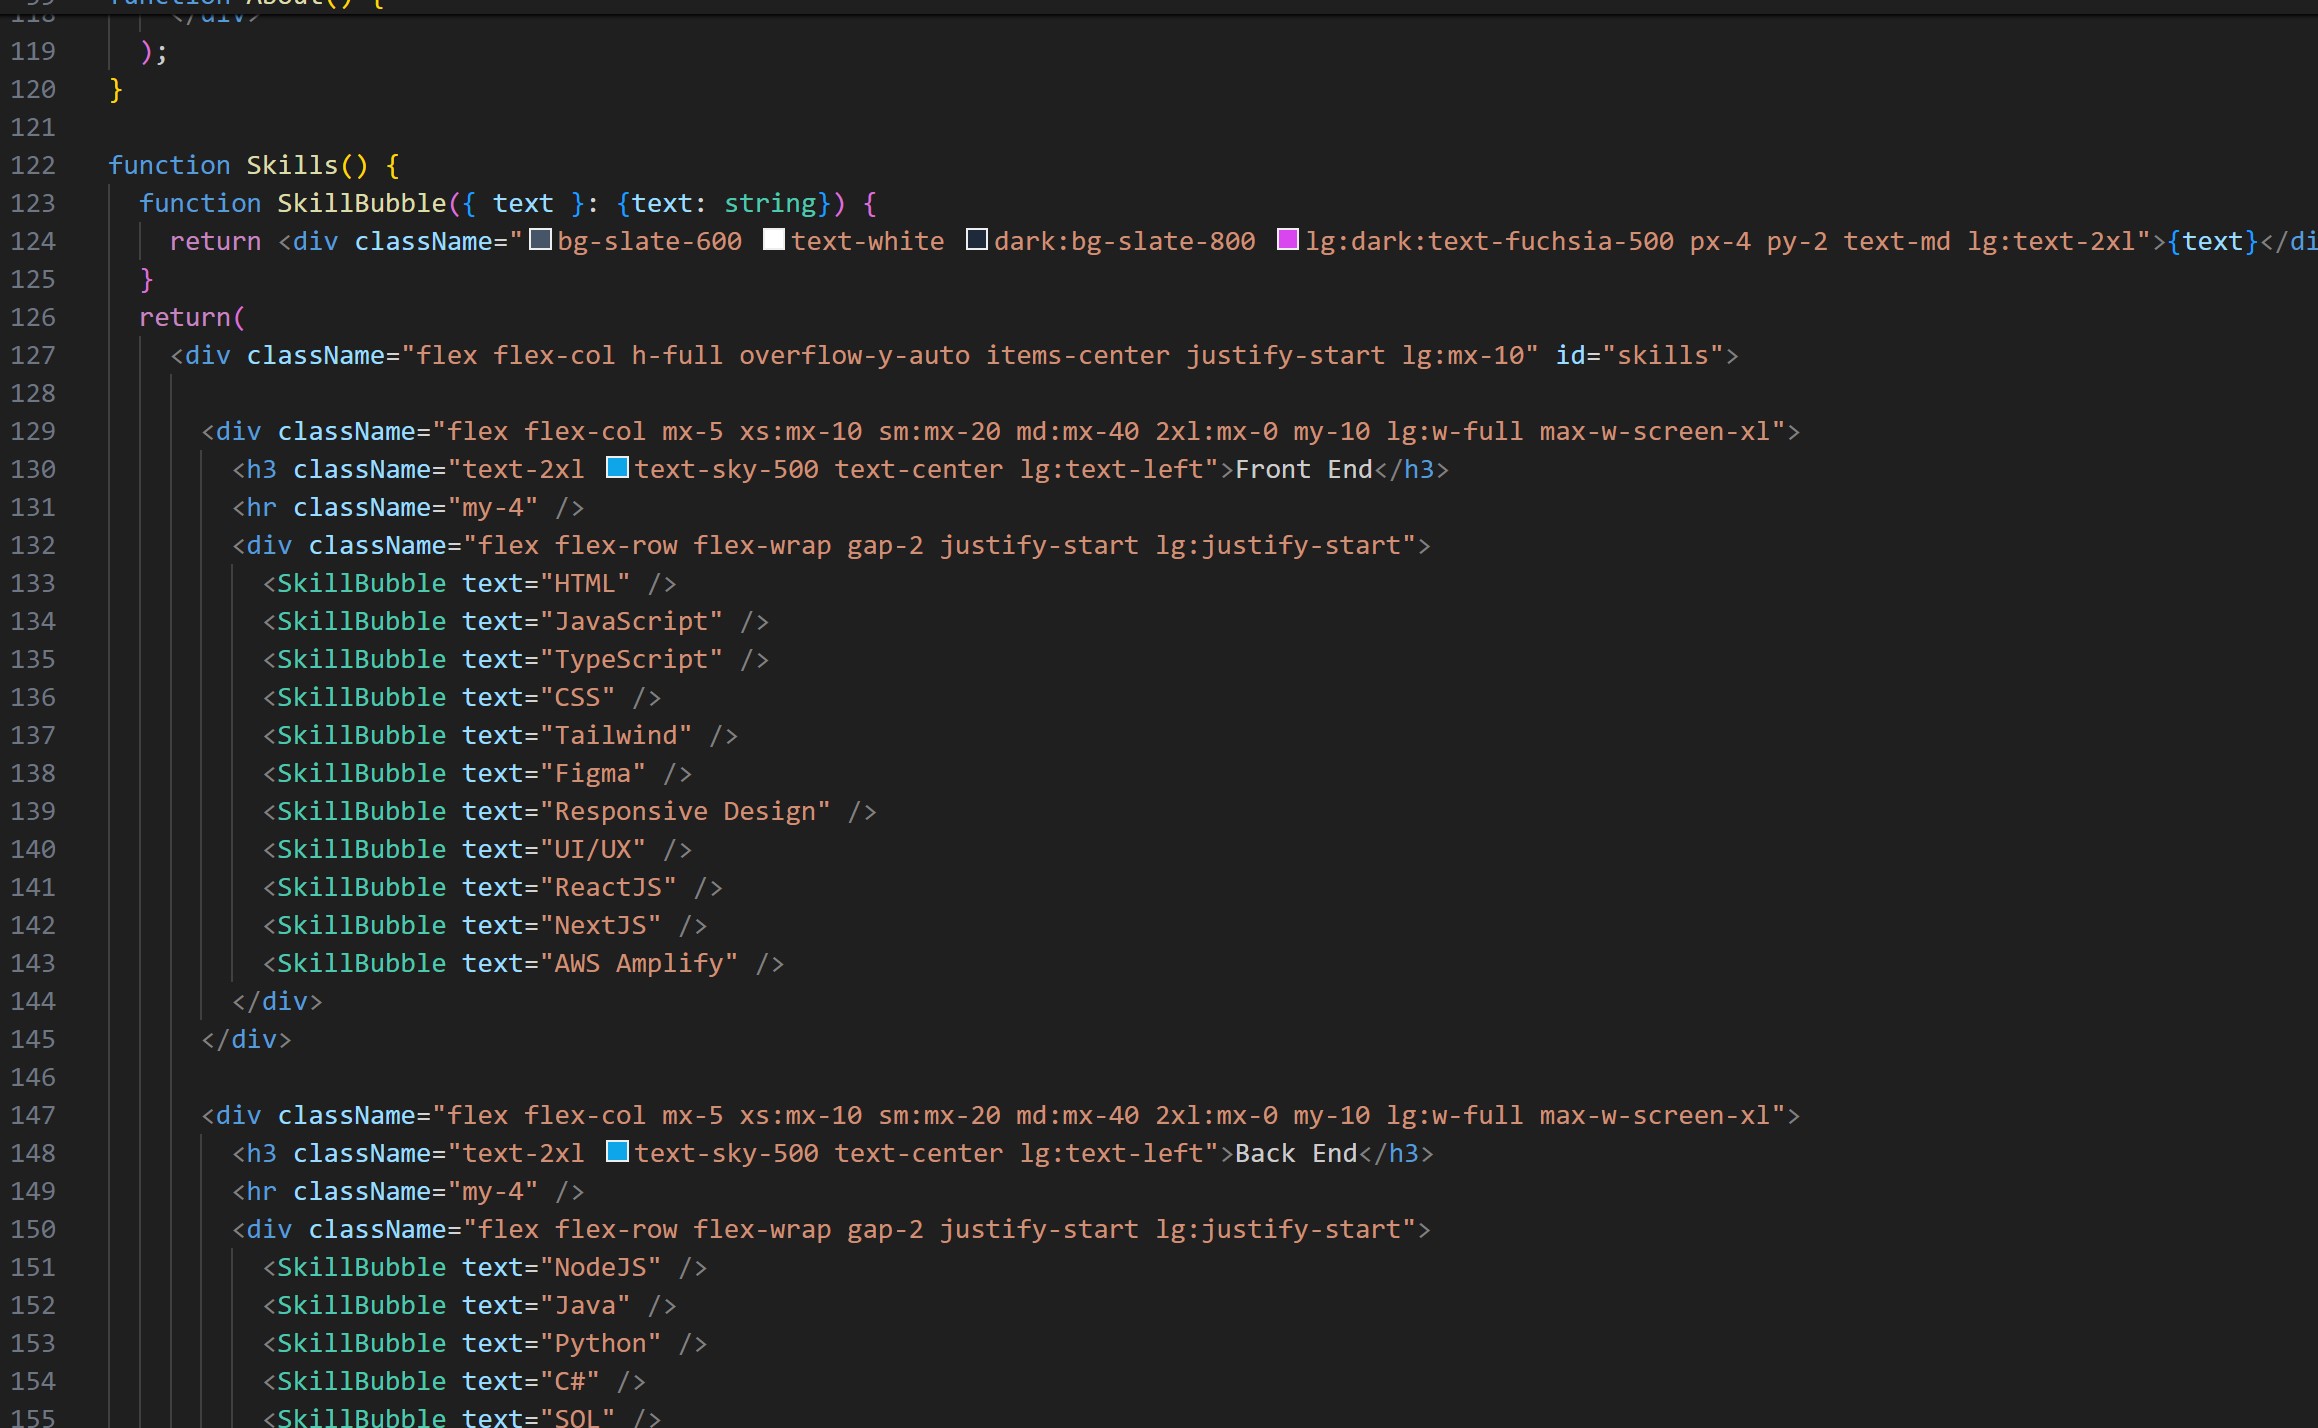 99 function About() {
118 </div>
119 );
120 }
121
122 function Skills() {
123 function SkillBubble({ text }: {text: string}) {
124 return <div className="bg-slate-600 text-white dark:bg-slate-800 lg:dark:text-fuchsia-500 px-4 py-2 text-md lg:text-2xl">{text}</di
125 }
126 return(
127 <div className="flex flex-col h-full overflow-y-auto items-center justify-start lg:mx-10" id="skills">
128
129 <div className="flex flex-col mx-5 xs:mx-10 sm:mx-20 md:mx-40 2xl:mx-0 my-10 lg:w-full max-w-screen-xl">
130 <h3 className="text-2xl text-sky-500 text-center lg:text-left">Front End</h3>
131 <hr className="my-4" />
132 <div className="flex flex-row flex-wrap gap-2 justify-start lg:justify-start">
133 <SkillBubble text="HTML" />
134 <SkillBubble text="JavaScript" />
135 <SkillBubble text="TypeScript" />
136 <SkillBubble text="CSS" />
137 <SkillBubble text="Tailwind" />
138 <SkillBubble text="Figma" />
139 <SkillBubble text="Responsive Design" />
140 <SkillBubble text="UI/UX" />
141 <SkillBubble text="ReactJS" />
142 <SkillBubble text="NextJS" />
143 <SkillBubble text="AWS Amplify" />
144 </div>
145 </div>
146
147 <div className="flex flex-col mx-5 xs:mx-10 sm:mx-20 md:mx-40 2xl:mx-0 my-10 lg:w-full max-w-screen-xl">
148 <h3 className="text-2xl text-sky-500 text-center lg:text-left">Back End</h3>
149 <hr className="my-4" />
150 <div className="flex flex-row flex-wrap gap-2 justify-start lg:justify-start">
151 <SkillBubble text="NodeJS" />
152 <SkillBubble text="Java" />
153 <SkillBubble text="Python" />
154 <SkillBubble text="C#" />
155 <SkillBubble text="SQL" />